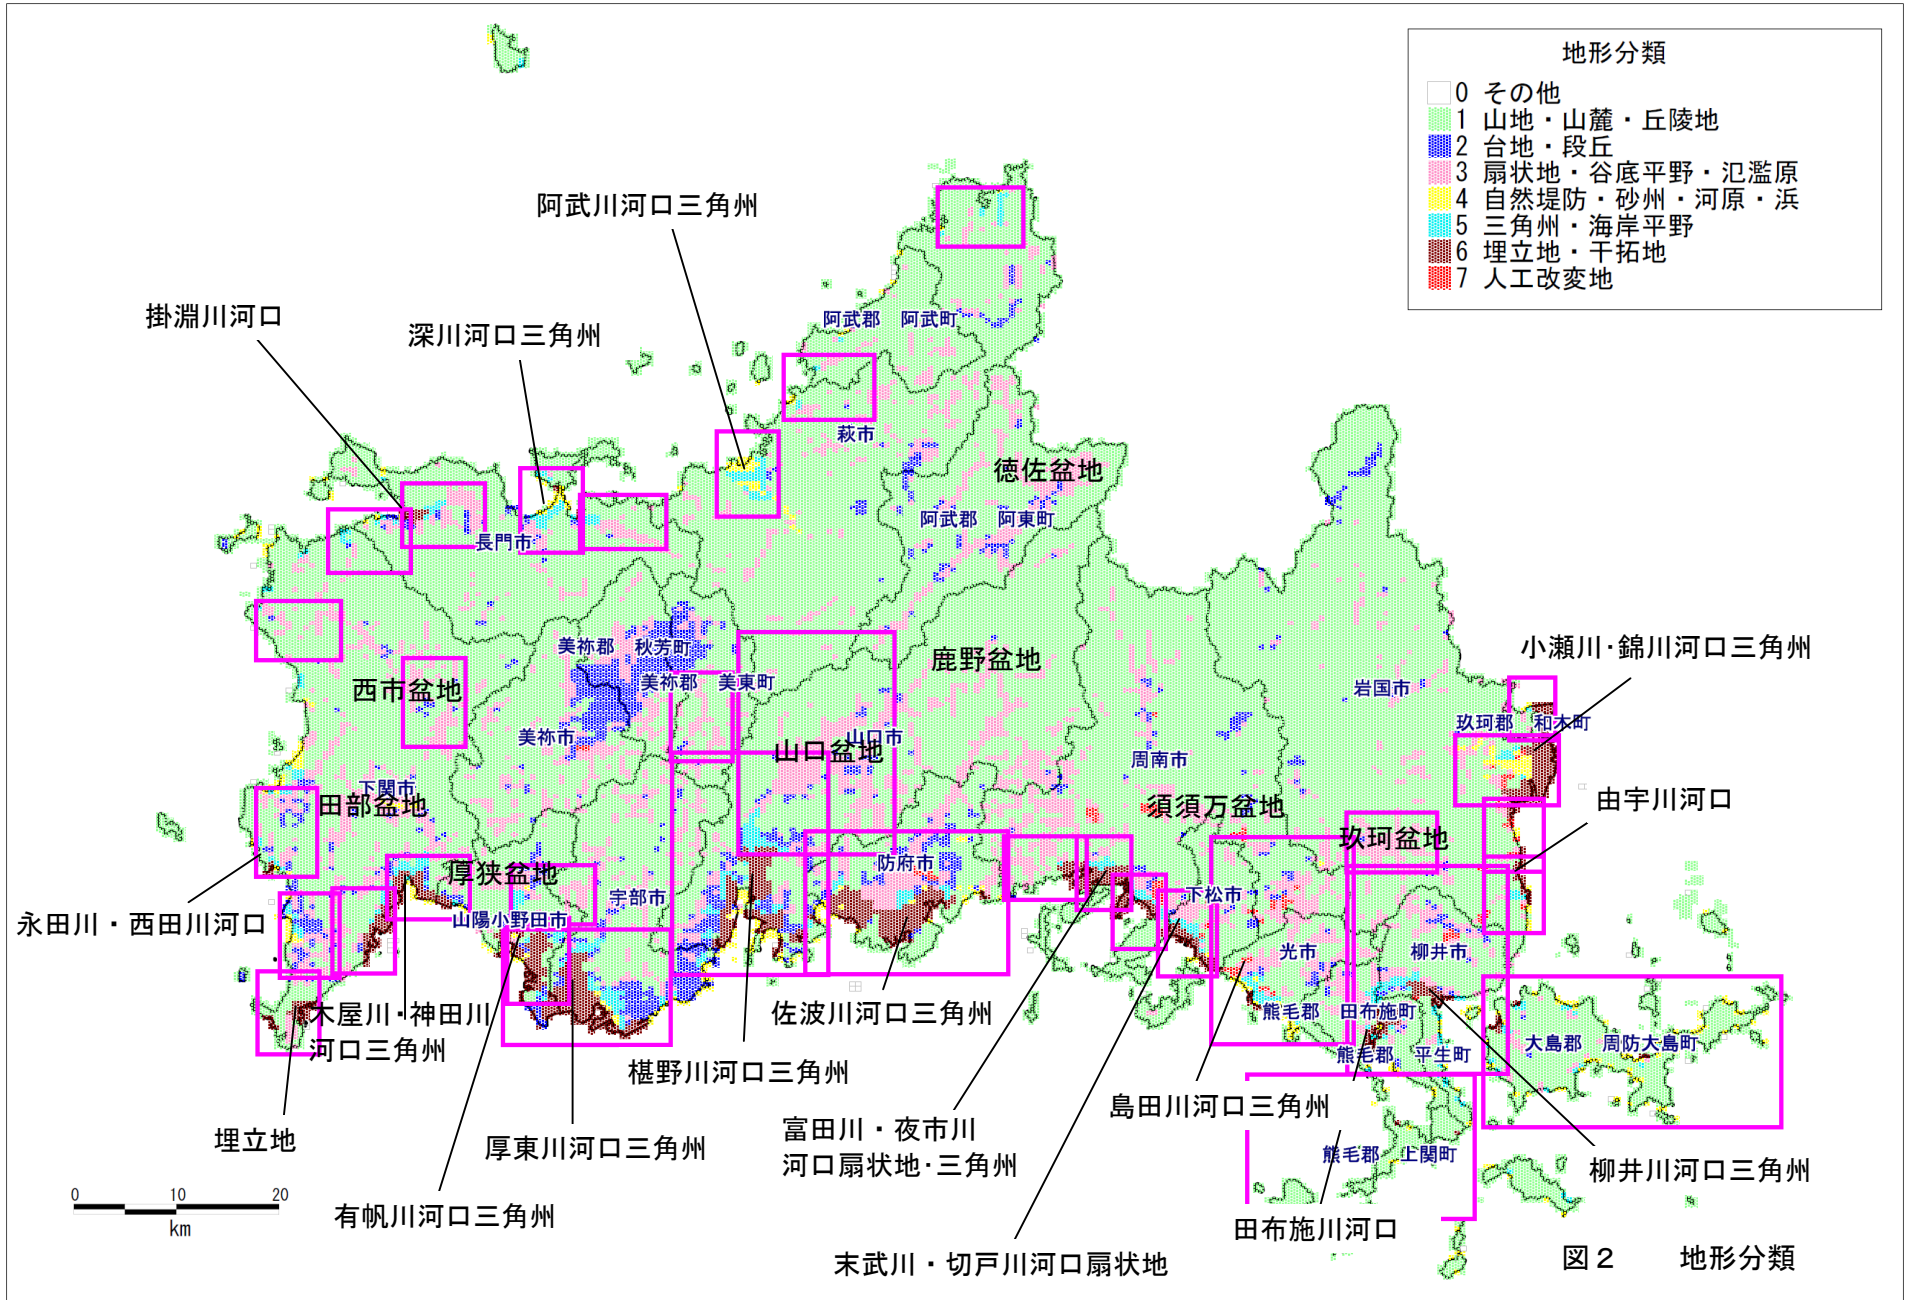 地形分類
0 その他
1 山地・山麓・丘陵地
2 台地・段丘
3 扇状地・谷底平野・氾濫原
4 自然堤防・砂州・河原・浜
5 三角州・海岸平野
6 埋立地・干拓地
7 人工改変地
阿武川河口三角州
掛淵川河口
深川河口三角州
阿武郡 阿武町
萩市
徳佐盆地
阿武郡 阿東町
長門市
美祢郡 秋芳町
美祢郡 美東町
鹿野盆地
小瀬川・錦川河口三角州
西市盆地
岩国市
玖珂郡 和木町
美祢市
山口市
山口盆地
周南市
下関市
田部盆地
須須万盆地
由宇川河口
玖珂盆地
厚狭盆地
防府市
宇部市
下松市
永田川・西田川河口
山陽小野田市
光市
柳井市
木屋川・神田川
河口三角州
佐波川河口三角州
熊毛郡 田布施町
熊毛郡 平生町
大島郡 周防大島町
椹野川河口三角州
島田川河口三角州
埋立地
厚東川河口三角州
富田川・夜市川
河口扇状地・三角州
熊毛郡 上関町
柳井川河口三角州
有帆川河口三角州
田布施川河口
末武川・切戸川河口扇状地
0 10 20
km
図2 地形分類